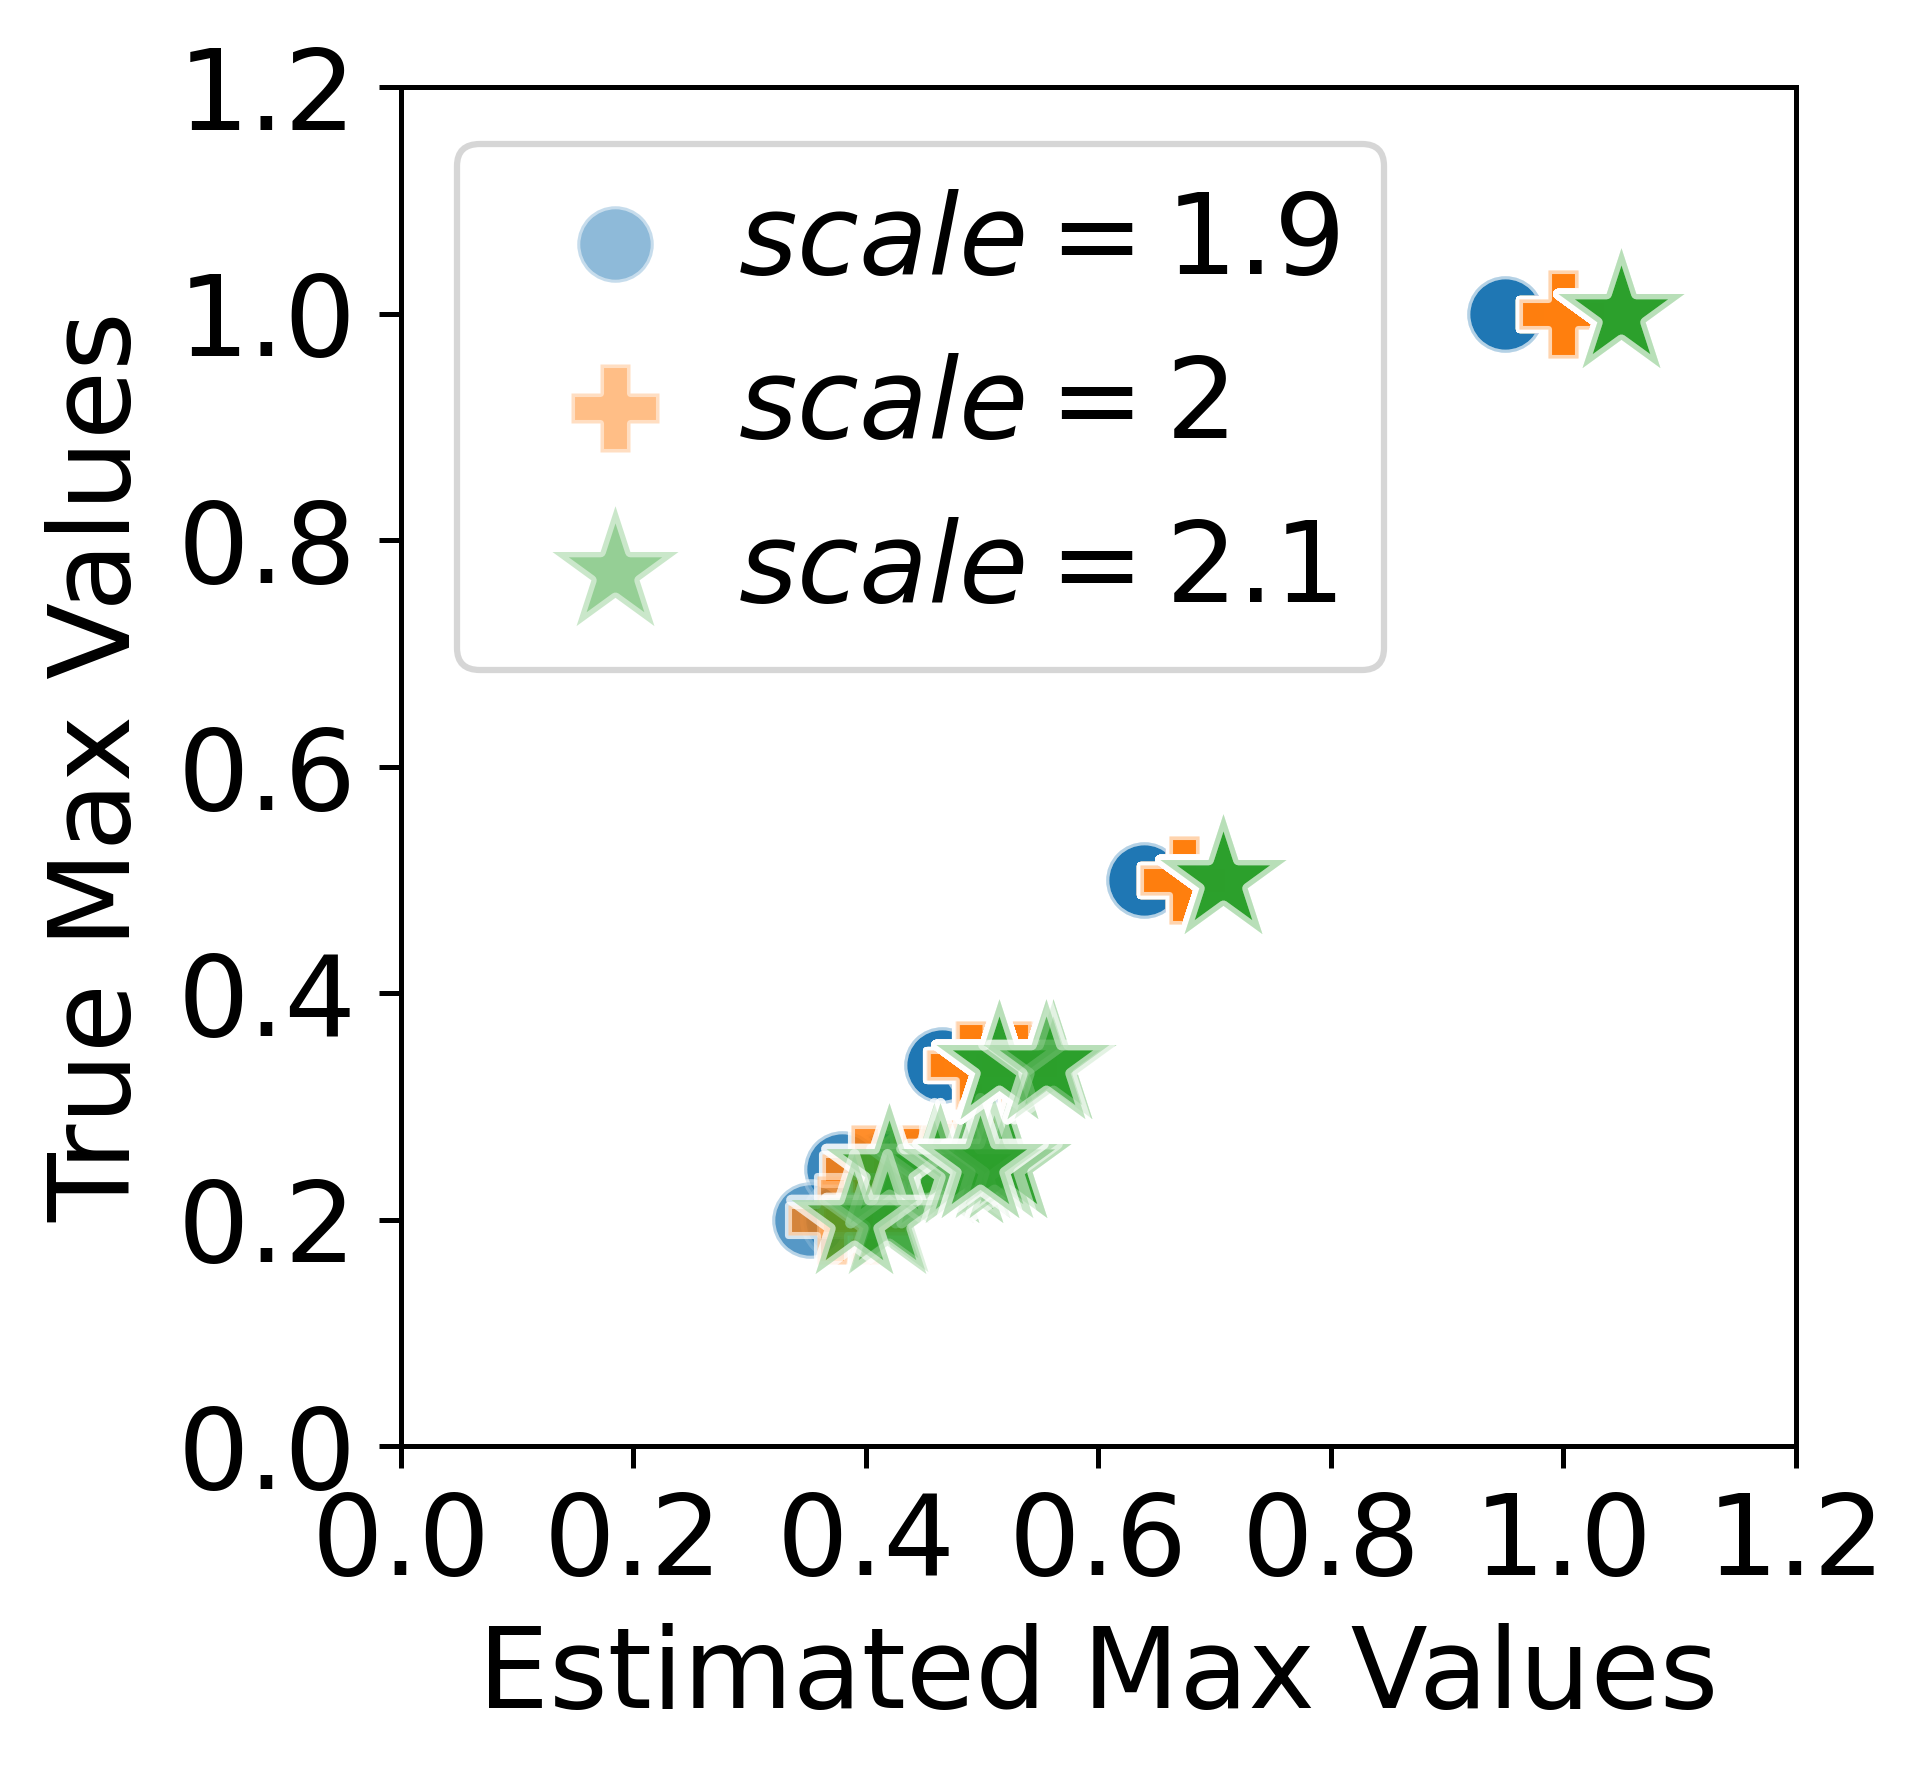 True Max Values
1.2
1.0
0.8
0.6
0.4
0.2
0.0
scale = 1.9
scale = 2
scale = 2.1
0.0 0.2 0.4 0.6 0.8 1.0 1.2
Estimated Max Values